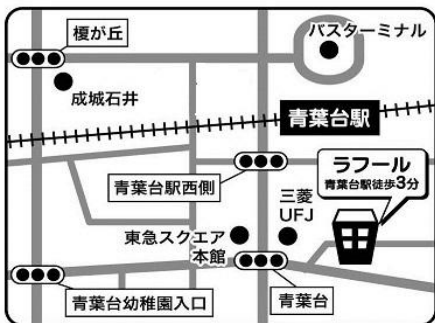 榎が丘
バスターミナル
成城石井
青葉台駅
ラフール
青葉台駅徒歩3分
青葉台駅西側
三菱
UFJ
東急スクエア
本館
青葉台幼稚園入口
青葉台